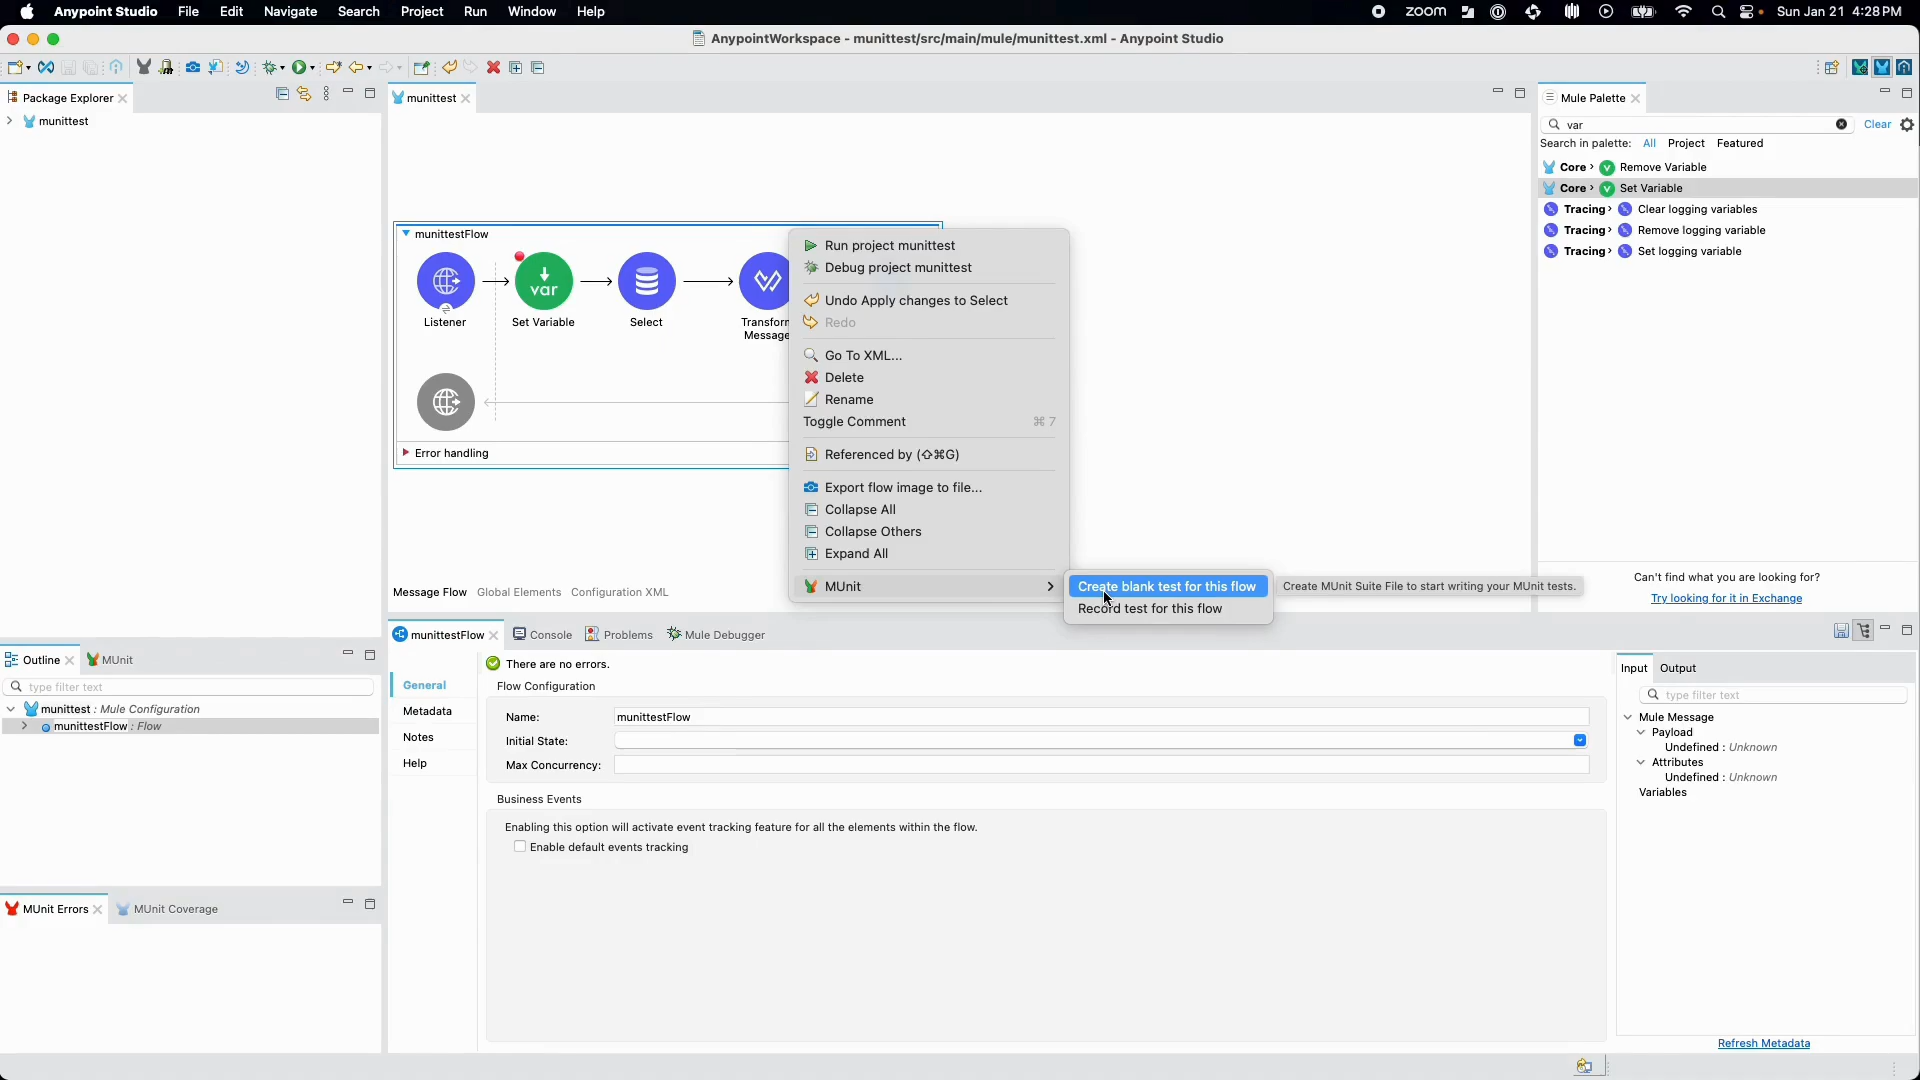 Anypoint Studio File Edit Navigate Search Project Run Window Help zoom Sun Jan 21 4:28 PM
AnypointWorkspace - munittest/src/main/mule/munittest.xml - Anypoint Studio
Package Explorer
munittest
munittest
munittestFlow
Listener
var
Set Variable
Select
Transform
Message
Error handling
Message Flow Global Elements Configuration XML
Run project munittest
Debug project munittest
Undo Apply changes to Select
Redo
Go To XML...
Delete
Rename
Toggle Comment ⌘ 7
Referenced by (⇧⌘G)
Export flow image to file...
Collapse All
Collapse Others
Expand All
MUnit
Create blank test for this flow
Record test for this flow
Create MUnit Suite File to start writing your MUnit tests.
Mule Palette
var
Clear
Search in palette: All Project Featured
Core › V Remove Variable
Core › V Set Variable
Tracing › Clear logging variables
Tracing › Remove logging variable
Tracing › Set logging variable
Can't find what you are looking for?
Try looking for it in Exchange
Outline MUnit
type filter text
munittest : Mule Configuration
munittestFlow : Flow
MUnit Errors MUnit Coverage
munittestFlow Console Problems Mule Debugger
There are no errors.
General
Metadata
Notes
Help
Flow Configuration
Name: munittestFlow
Initial State:
Max Concurrency:
Business Events
Enabling this option will activate event tracking feature for all the elements within the flow.
Enable default events tracking
Input Output
type filter text
Mule Message
Payload
Undefined : Unknown
Attributes
Undefined : Unknown
Variables
Refresh Metadata